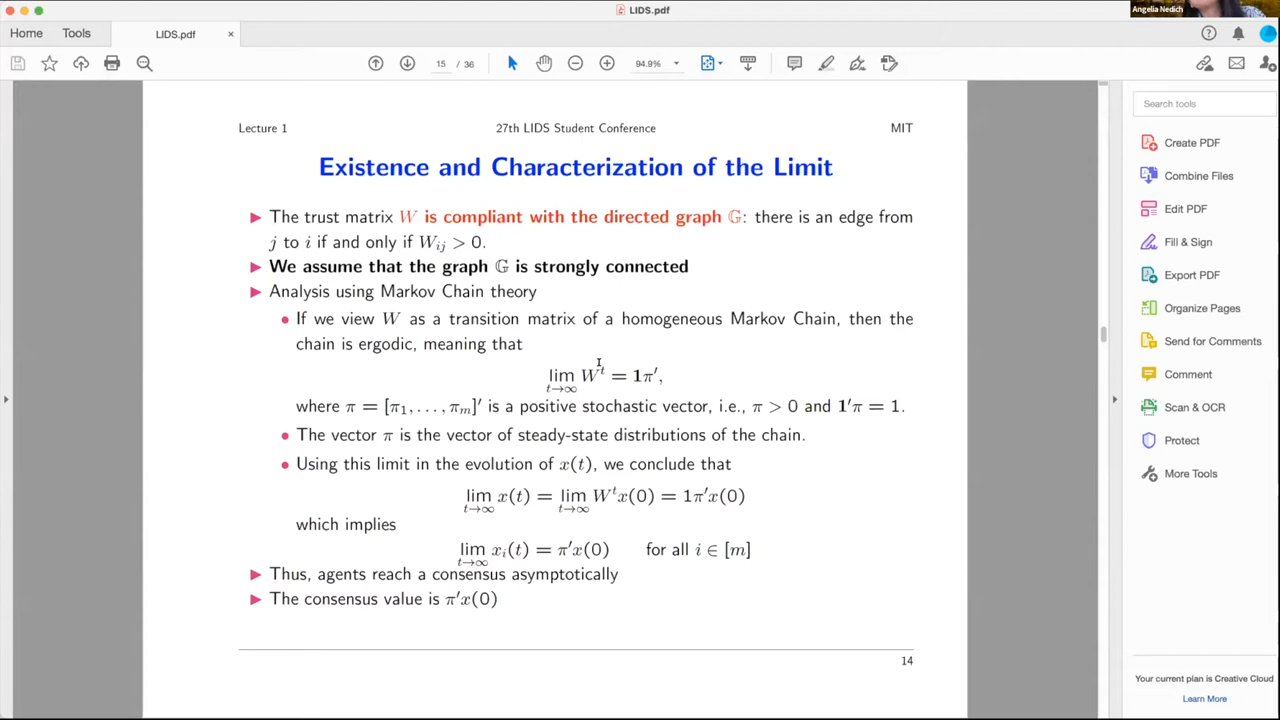 LIDS.pdf
Angelia Nedich
Home
Tools
LIDS.pdf
×
15 / 36
94.9%
Search tools
Create PDF
Combine Files
Edit PDF
Fill & Sign
Export PDF
Organize Pages
Send for Comments
Comment
Scan & OCR
Protect
More Tools
Your current plan is Creative Cloud
Learn More
Lecture 1
27th LIDS Student Conference
MIT
Existence and Characterization of the Limit
▶ The trust matrix W is compliant with the directed graph 𝔾: there is an edge from
j to i if and only if W_{ij} > 0.
▶ We assume that the graph 𝔾 is strongly connected
▶ Analysis using Markov Chain theory
• If we view W as a transition matrix of a homogeneous Markov Chain, then the
chain is ergodic, meaning that
lim_{t→∞} W^t = 1π′,
where π = [π_1, . . . , π_m]′ is a positive stochastic vector, i.e., π > 0 and 1′π = 1.
• The vector π is the vector of steady-state distributions of the chain.
• Using this limit in the evolution of x(t), we conclude that
lim_{t→∞} x(t) = lim_{t→∞} W^t x(0) = 1π′x(0)
which implies
lim_{t→∞} x_i(t) = π′x(0) for all i ∈ [m]
▶ Thus, agents reach a consensus asymptotically
▶ The consensus value is π′x(0)
14